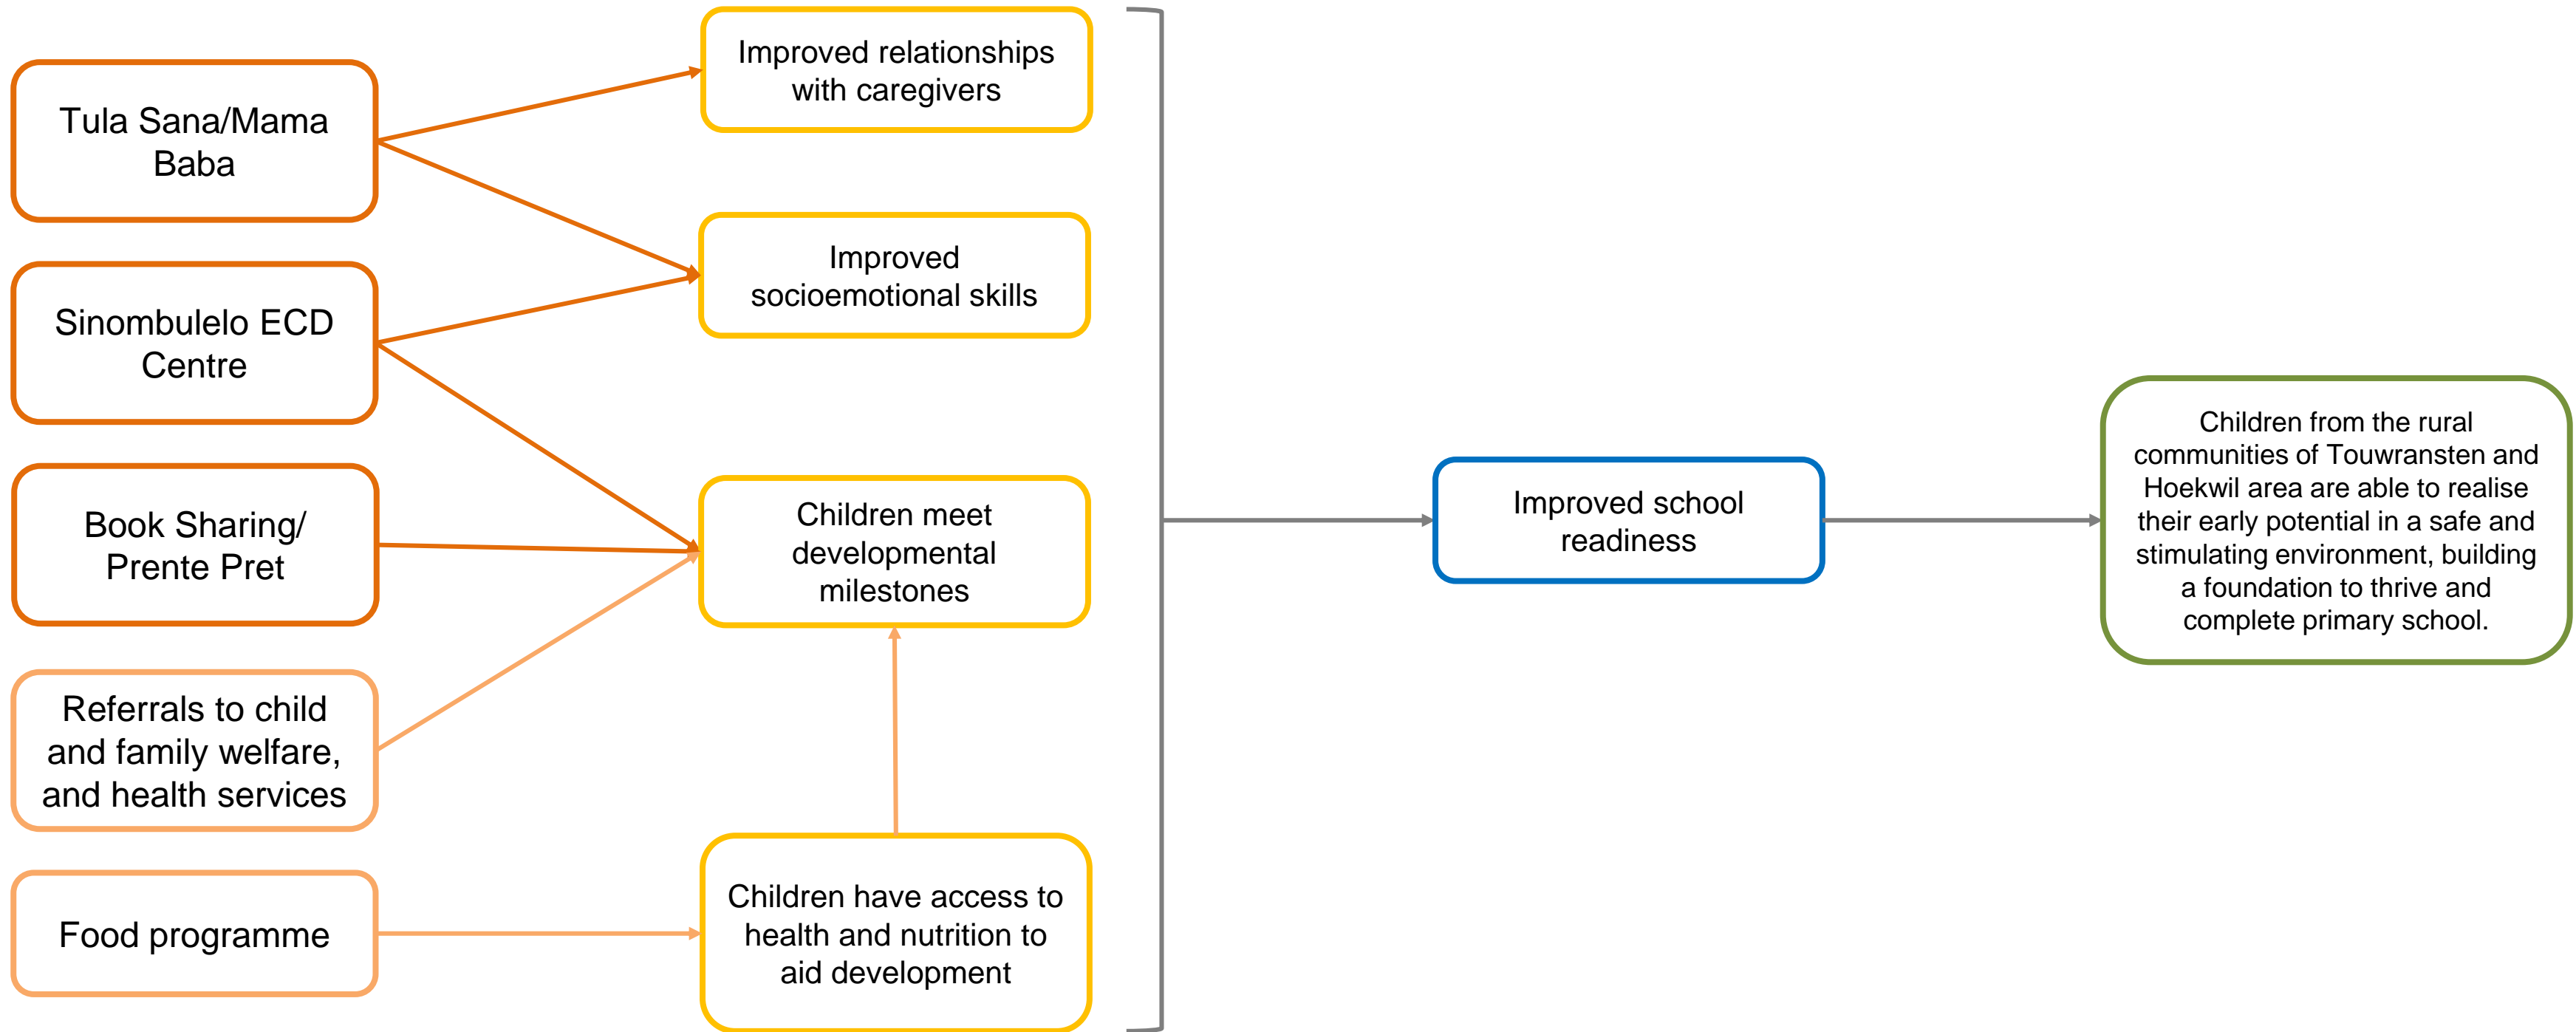 Tula Sana/Mama
Baba
Sinombulelo ECD
Centre
Book Sharing/
Prente Pret
Referrals to child
and family welfare,
and health services
Food programme
Improved relationships
with caregivers
Improved
socioemotional skills
Children meet
developmental
milestones
Children have access to
health and nutrition to
aid development
Improved school
readiness
Children from the rural
communities of Touwransten and
Hoekwil area are able to realise
their early potential in a safe and
stimulating environment, building
a foundation to thrive and
complete primary school.